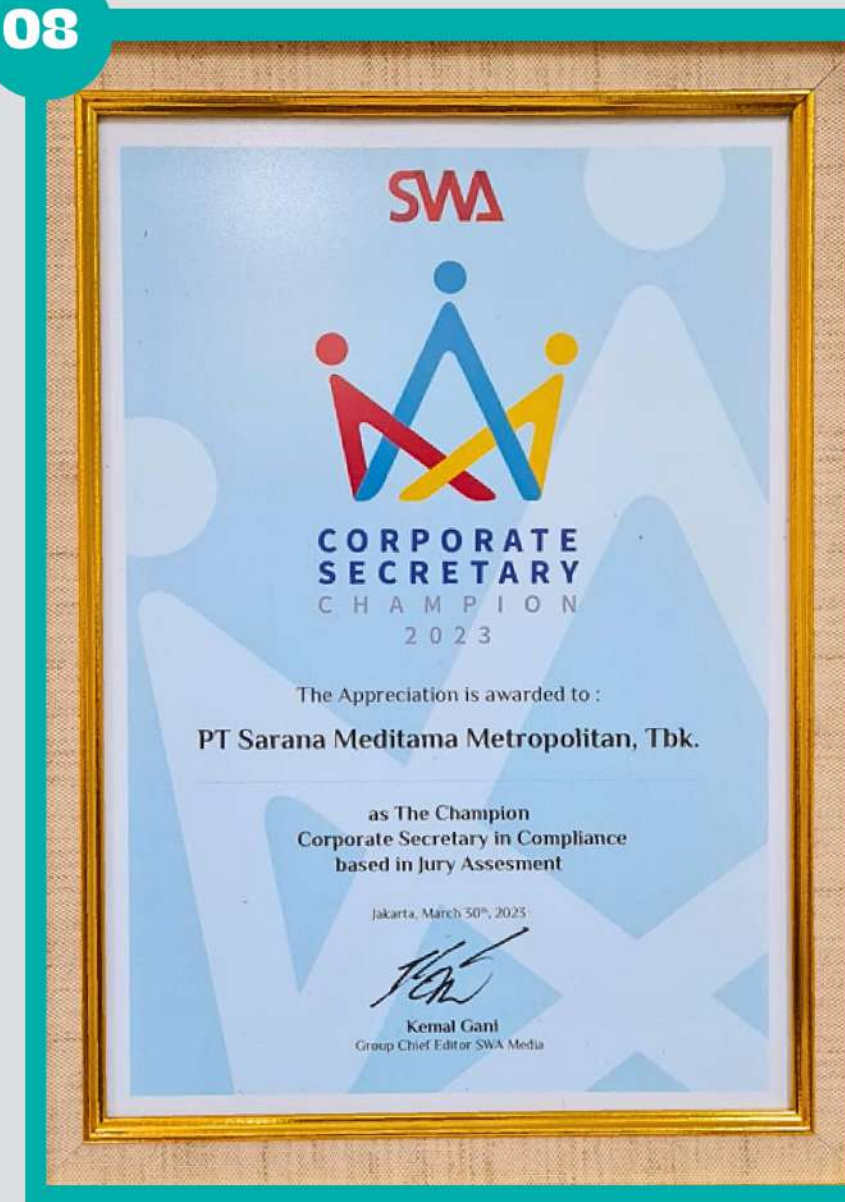 08
SWA
CORPORATE
SECRETARY
CHAMPION
2023
The Appreciation is awarded to :
PT Sarana Meditama Metropolitan, Tbk.
as The Champion
Corporate Secretary in Compliance
based in Jury Assesment
Jakarta, March 30th, 2023
Kemal Gani
Group Chief Editor SWA Media